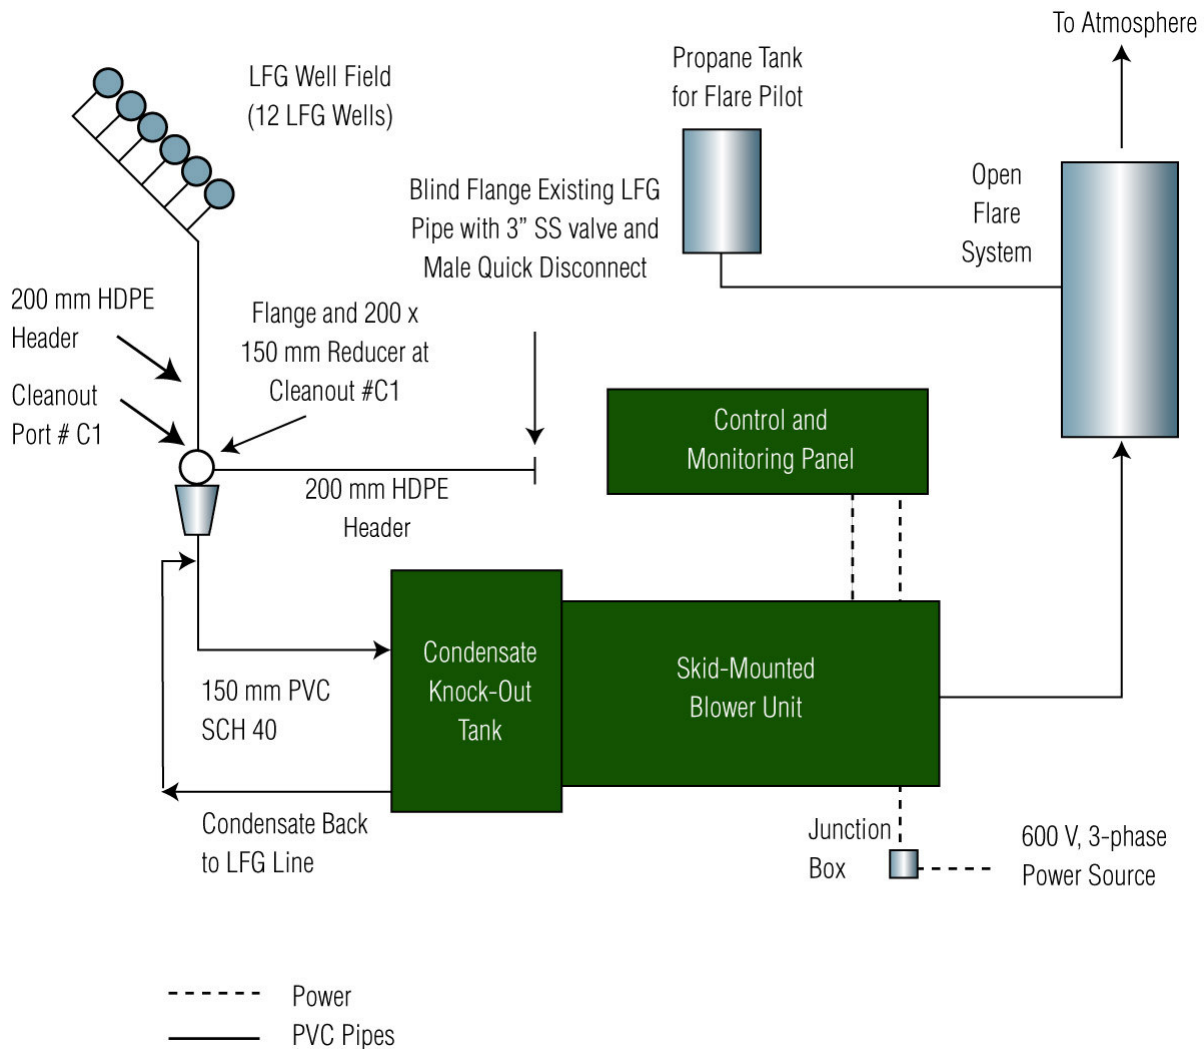 To Atmosphere
Propane Tank
for Flare Pilot
LFG Well Field
(12 LFG Wells)
Blind Flange Existing LFG
Pipe with 3” SS valve and
Male Quick Disconnect
Open
Flare
System
200 mm HDPE
Header
Flange and 200 x
150 mm Reducer at
Cleanout #C1
Cleanout
Port # C1
Control and
Monitoring Panel
200 mm HDPE
Header
Condensate
Knock-Out
Tank
Skid-Mounted
Blower Unit
150 mm PVC
SCH 40
Condensate Back
to LFG Line
Junction
Box
600 V, 3-phase
Power Source
Power
PVC Pipes